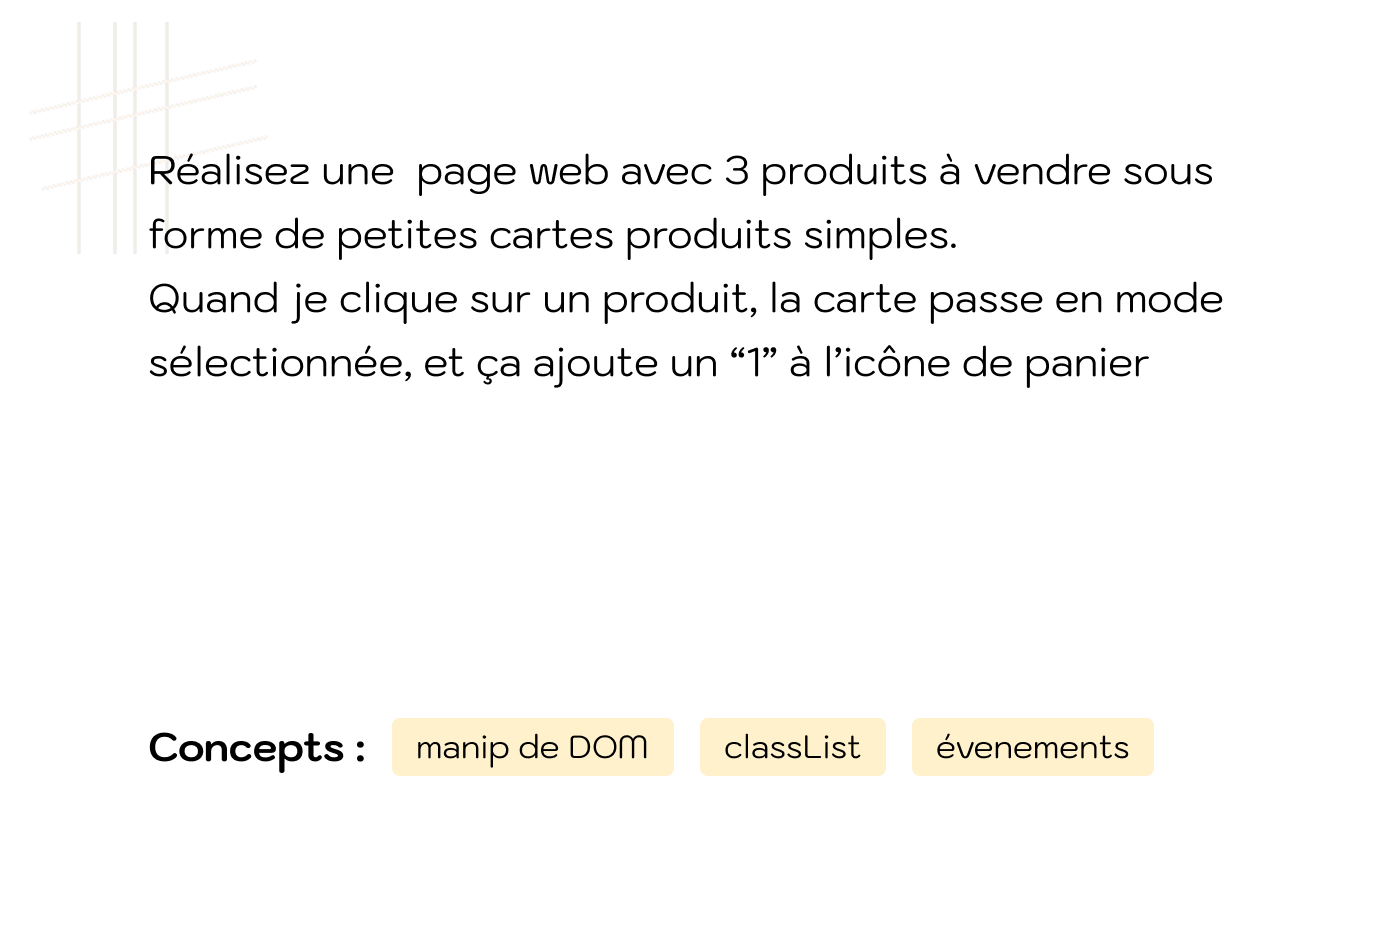 Réalisez une  page web avec 3 produits à vendre sous
forme de petites cartes produits simples.
Quand je clique sur un produit, la carte passe en mode
sélectionnée, et ça ajoute un “1” à l’icône de panier
Concepts : manip de DOM classList évenements